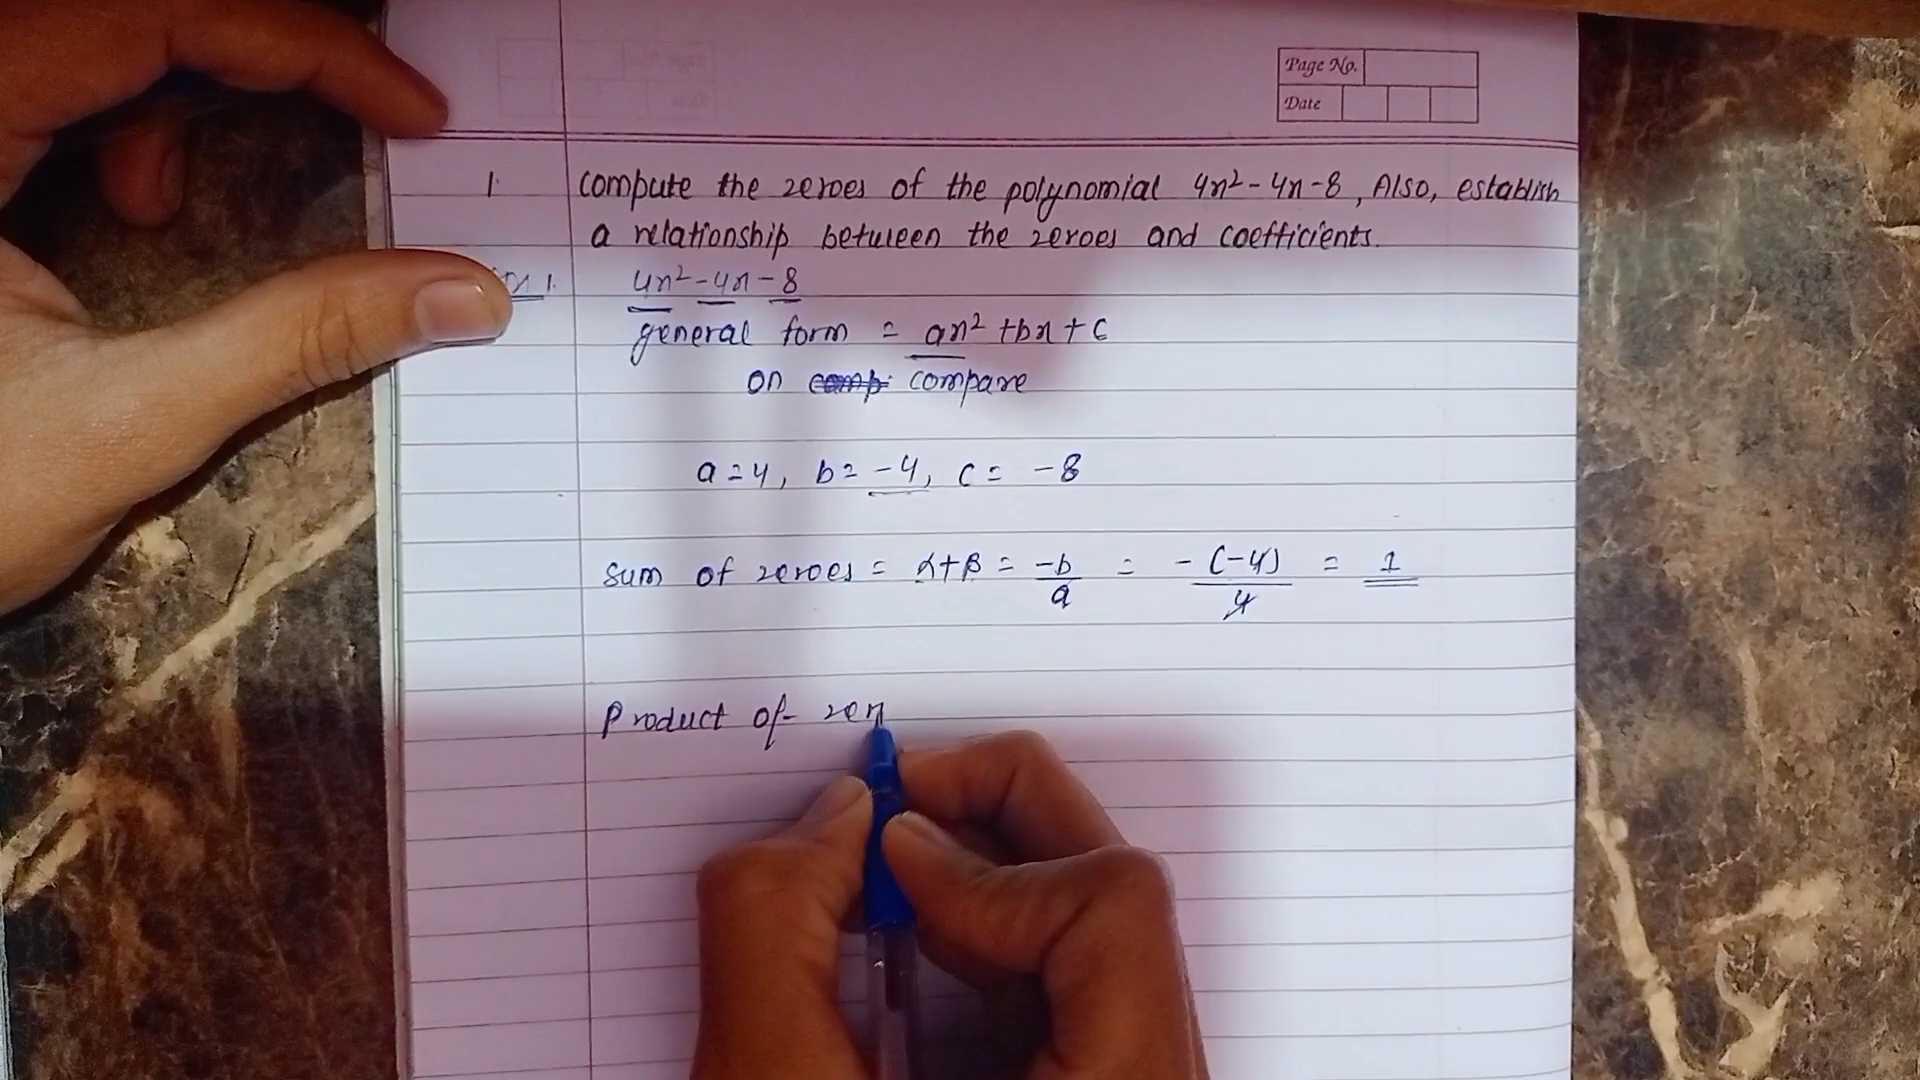 Page No.
Date
1. compute the zeroes of the polynomial 4x² - 4x - 8, Also, establish
a relationship between the zeroes and coefficients.
1. 4x² - 4x - 8
general form = ax² + bx + c
on comp compare
a = 4, b = -4, c = -8
sum of zeroes = α+β = -b/a = -(-4)/4 = 1
Product of zer